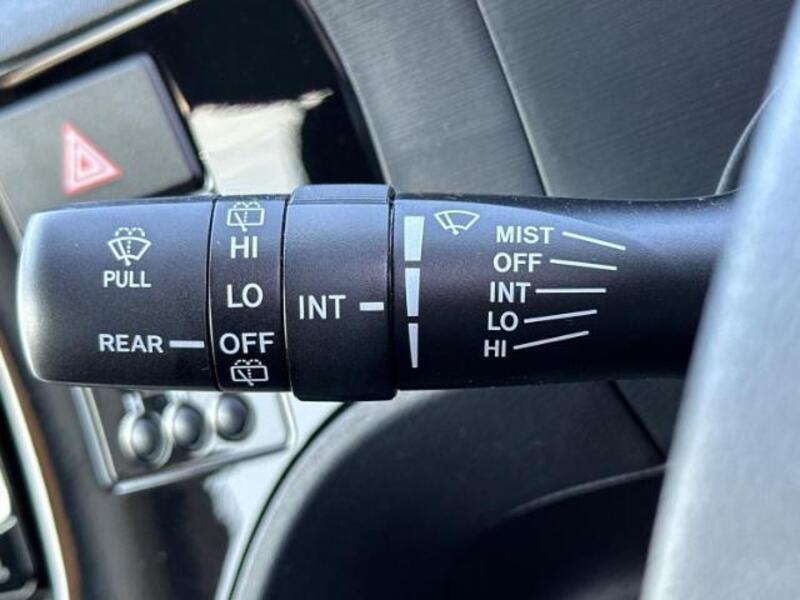 PULL
REAR
HI
LO
OFF
INT
MIST
OFF
INT
LO
HI